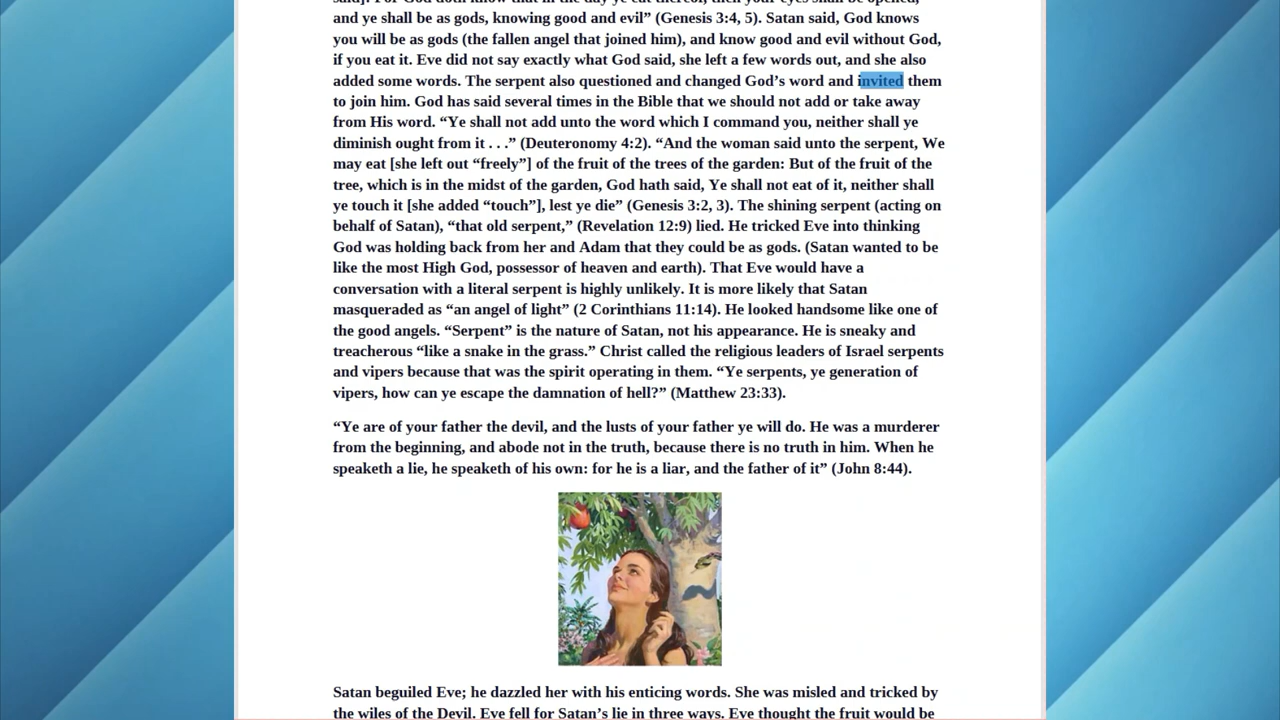 and ye shall be as gods, knowing good and evil” (Genesis 3:4, 5). Satan said, God knows
you will be as gods (the fallen angel that joined him), and know good and evil without God,
if you eat it. Eve did not say exactly what God said, she left a few words out, and she also
added some words. The serpent also questioned and changed God’s word and invited them
to join him. God has said several times in the Bible that we should not add or take away
from His word. “Ye shall not add unto the word which I command you, neither shall ye
diminish ought from it . . .” (Deuteronomy 4:2). “And the woman said unto the serpent, We
may eat [she left out “freely”] of the fruit of the trees of the garden: But of the fruit of the
tree, which is in the midst of the garden, God hath said, Ye shall not eat of it, neither shall
ye touch it [she added “touch”], lest ye die” (Genesis 3:2, 3). The shining serpent (acting on
behalf of Satan), “that old serpent,” (Revelation 12:9) lied. He tricked Eve into thinking
God was holding back from her and Adam that they could be as gods. (Satan wanted to be
like the most High God, possessor of heaven and earth). That Eve would have a
conversation with a literal serpent is highly unlikely. It is more likely that Satan
masqueraded as “an angel of light” (2 Corinthians 11:14). He looked handsome like one of
the good angels. “Serpent” is the nature of Satan, not his appearance. He is sneaky and
treacherous “like a snake in the grass.” Christ called the religious leaders of Israel serpents
and vipers because that was the spirit operating in them. “Ye serpents, ye generation of
vipers, how can ye escape the damnation of hell?” (Matthew 23:33).
“Ye are of your father the devil, and the lusts of your father ye will do. He was a murderer
from the beginning, and abode not in the truth, because there is no truth in him. When he
speaketh a lie, he speaketh of his own: for he is a liar, and the father of it” (John 8:44).
Satan beguiled Eve; he dazzled her with his enticing words. She was misled and tricked by
the wiles of the Devil. Eve fell for Satan’s lie in three ways. Eve thought the fruit would be